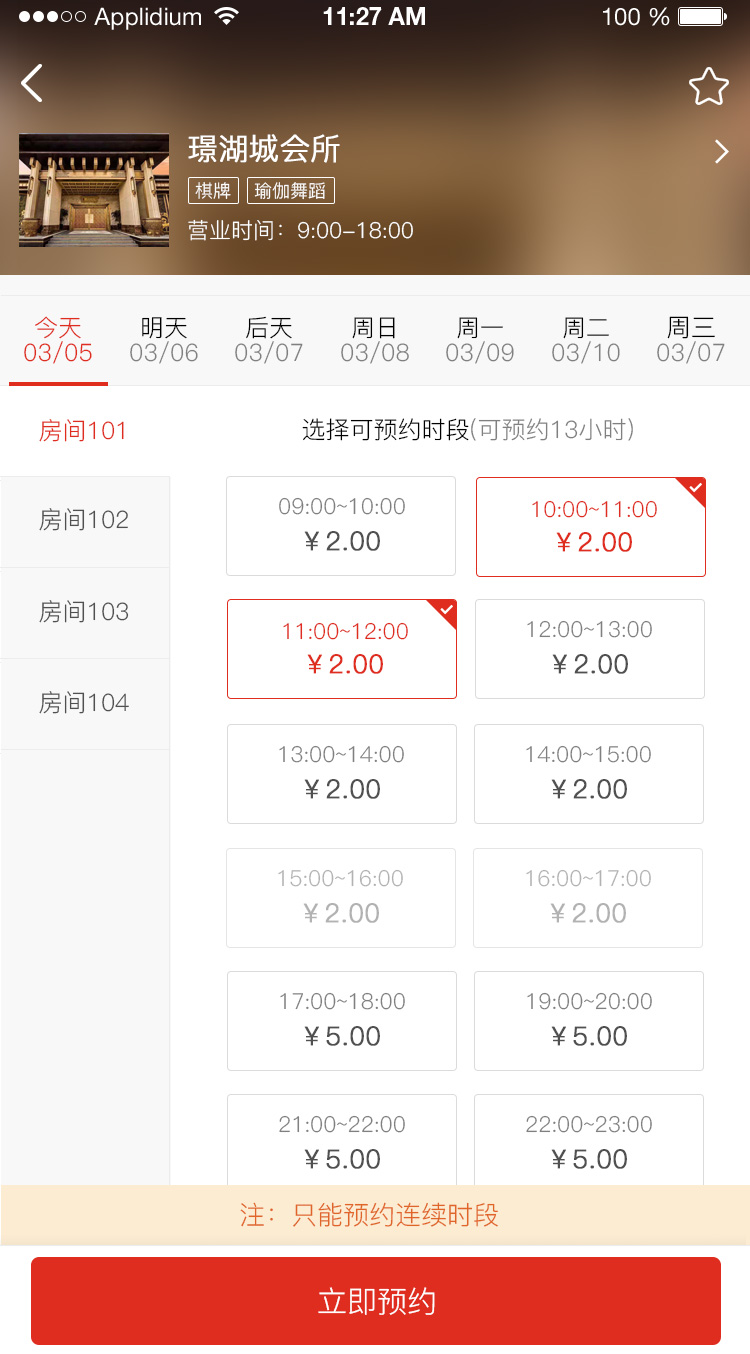 Applidium 11:27 AM 100 %
璟湖城会所
棋牌 瑜伽舞蹈
营业时间：9:00–18:00
今天 明天 后天 周日 周一 周二 周三
03/05 03/06 03/07 03/08 03/09 03/10 03/07
房间101 选择可预约时段(可预约13小时)
房间102
房间103
房间104
09:00~10:00 10:00~11:00
¥ 2.00 ¥ 2.00
11:00~12:00 12:00~13:00
¥ 2.00 ¥ 2.00
13:00~14:00 14:00~15:00
¥ 2.00 ¥ 2.00
15:00~16:00 16:00~17:00
¥ 2.00 ¥ 2.00
17:00~18:00 19:00~20:00
¥ 5.00 ¥ 5.00
21:00~22:00 22:00~23:00
¥ 5.00 ¥ 5.00
注：只能预约连续时段
立即预约